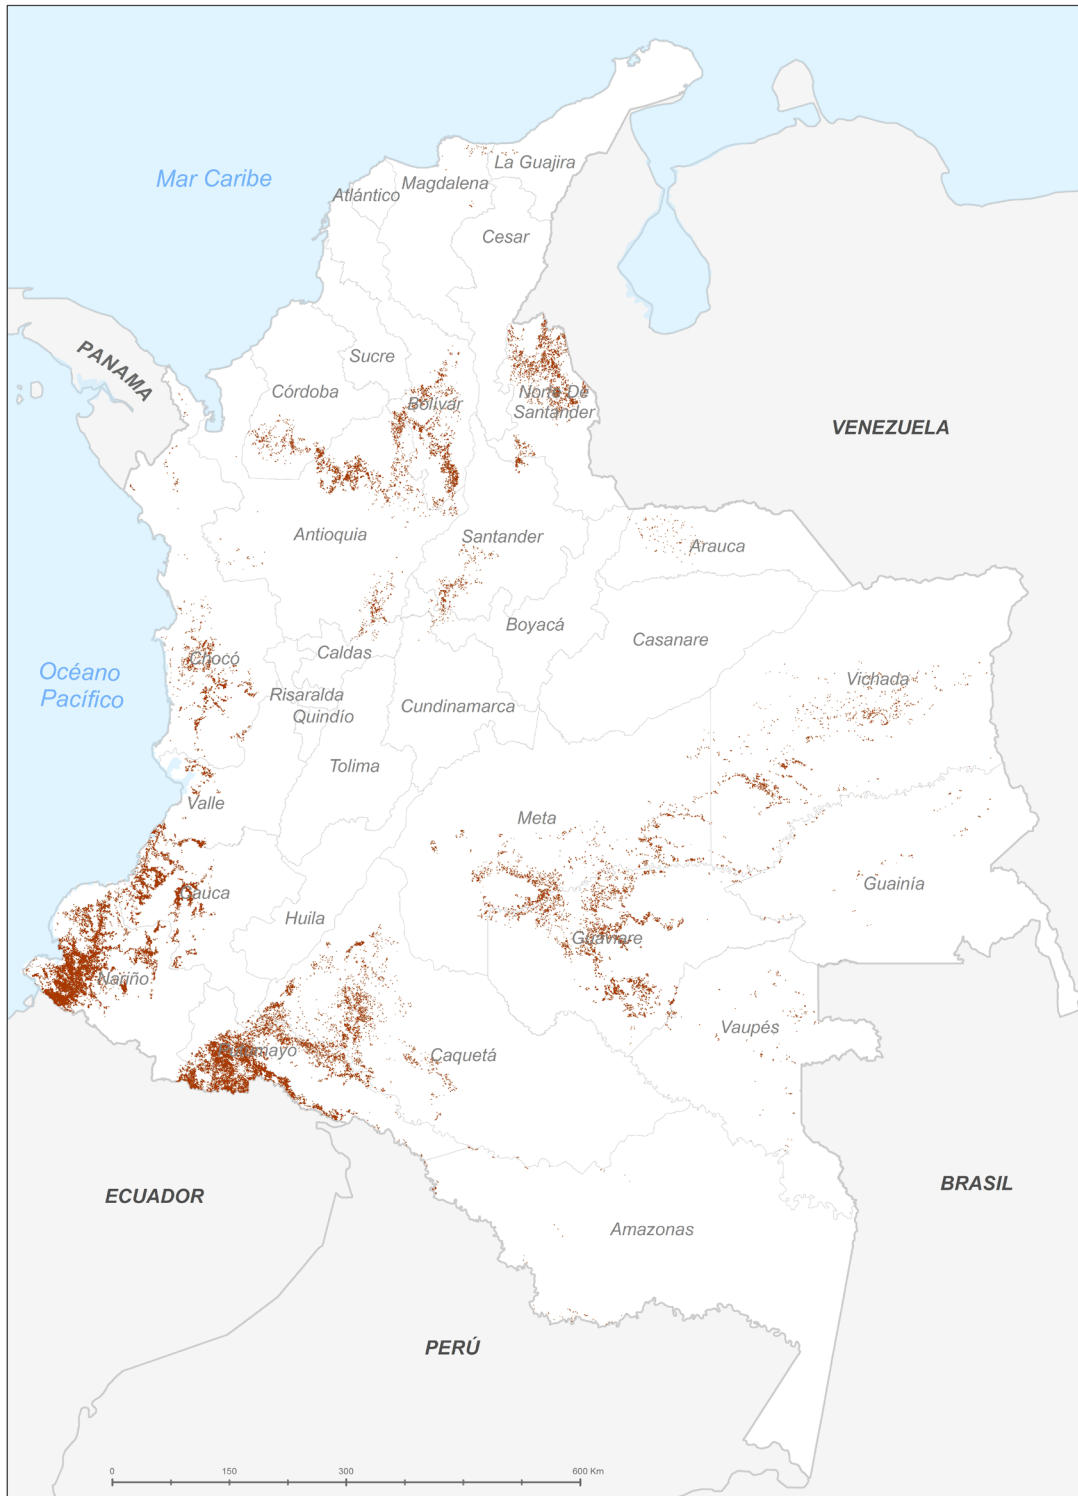 Mar Caribe
La Guajira
Magdalena
Atlántico
Cesar
PANAMA
Sucre
Córdoba
Bolívar
Norte De
Santander
VENEZUELA
Antioquia
Santander
Arauca
Boyacá
Casanare
Chocó
Caldas
Océano
Pacífico
Vichada
Risaralda
Quindío
Cundinamarca
Tolima
Valle
Meta
Cauca
Guainía
Huila
Guaviare
Nariño
Vaupés
Putumayo
Caquetá
ECUADOR
BRASIL
Amazonas
PERÚ
0 150 300 600 Km